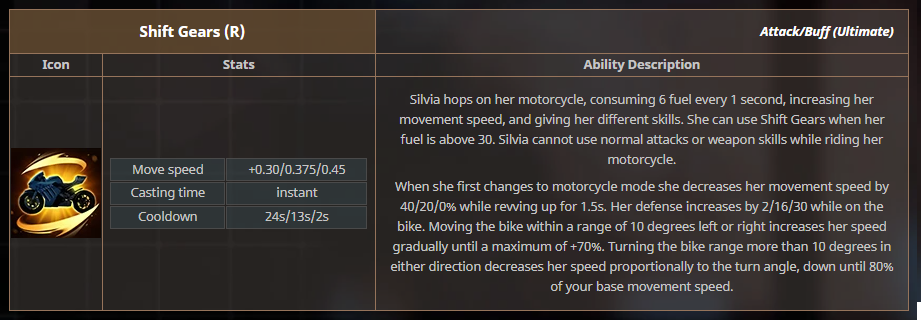 Shift Gears (R)
Attack/Buff (Ultimate)
Icon
Stats
Ability Description
Move speed
+0.30/0.375/0.45
Casting time
instant
Cooldown
24s/13s/2s
Silvia hops on her motorcycle, consuming 6 fuel every 1 second, increasing her
movement speed, and giving her different skills. She can use Shift Gears when her
fuel is above 30. Silvia cannot use normal attacks or weapon skills while riding her
motorcycle.
When she first changes to motorcycle mode she decreases her movement speed by
40/20/0% while revving up for 1.5s. Her defense increases by 2/16/30 while on the
bike. Moving the bike within a range of 10 degrees left or right increases her speed
gradually until a maximum of +70%. Turning the bike range more than 10 degrees in
either direction decreases her speed proportionally to the turn angle, down until 80%
of your base movement speed.